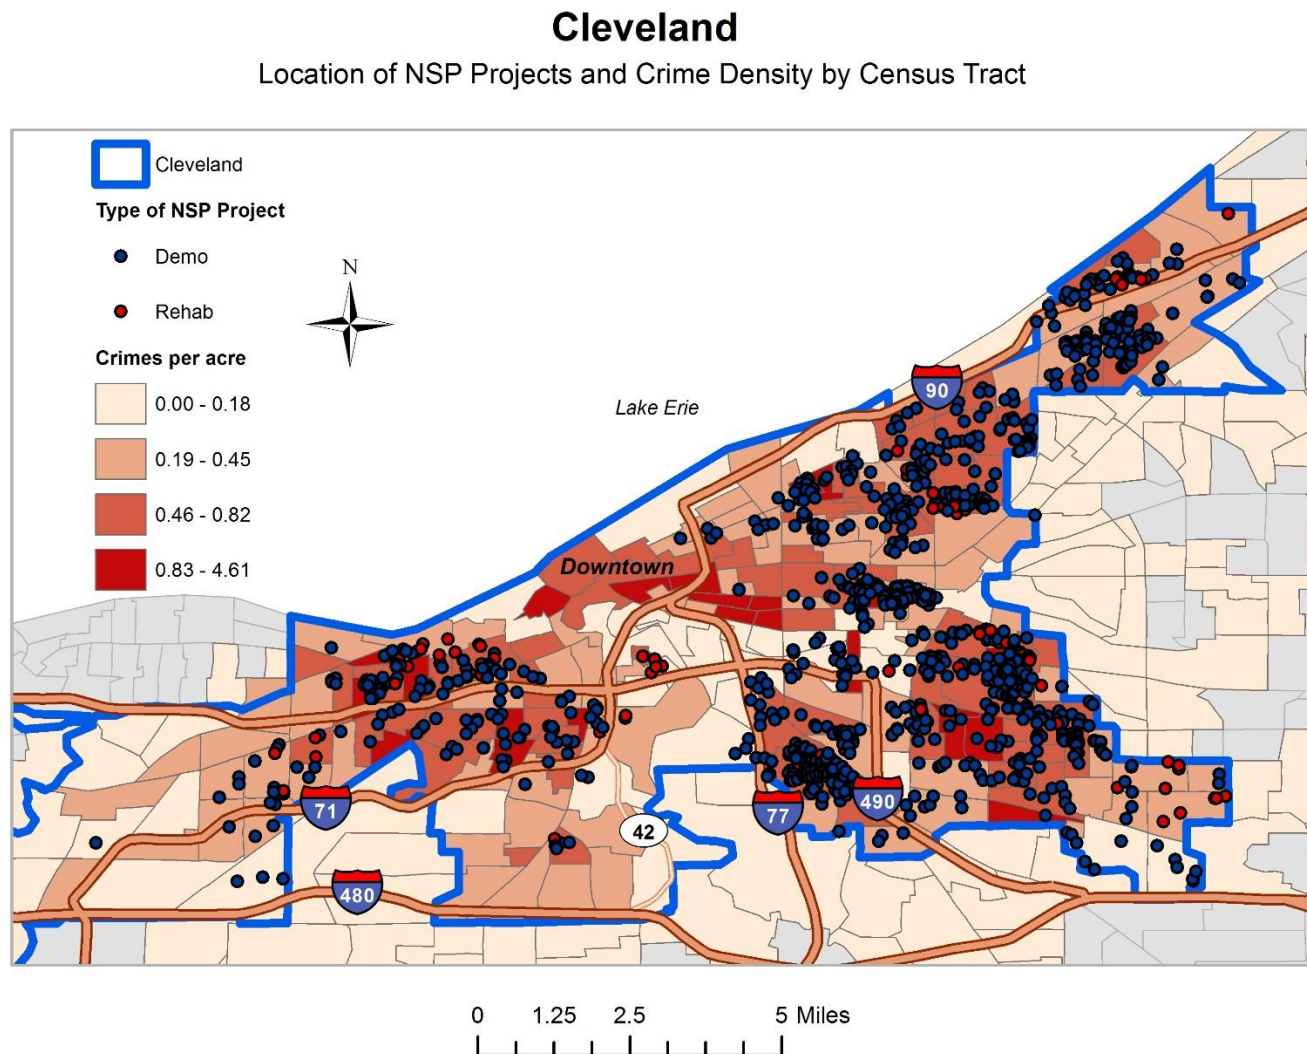 Cleveland
Location of NSP Projects and Crime Density by Census Tract
Cleveland
Type of NSP Project
Demo
Rehab
Crimes per acre
0.00 - 0.18
0.19 - 0.45
0.46 - 0.82
0.83 - 4.61
N
Lake Erie
90
Downtown
71
77
490
42
480
0 1.25 2.5 5 Miles